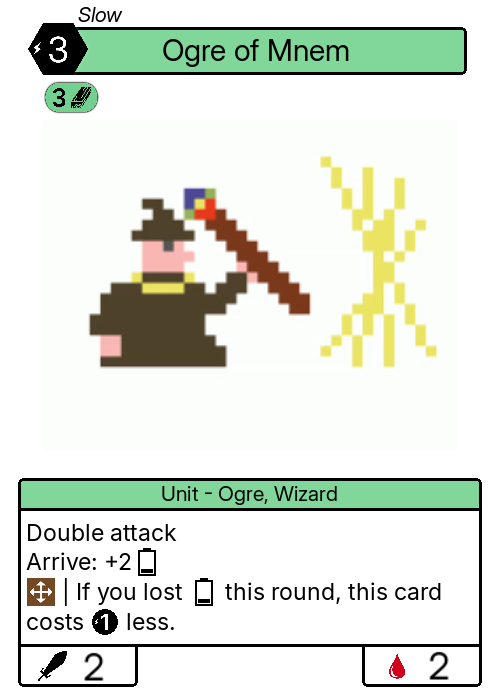 Slow
3
Ogre of Mnem
3
Unit - Ogre, Wizard
Double attack
Arrive: +2
| If you lost this round, this card
costs 1 less.
2
2